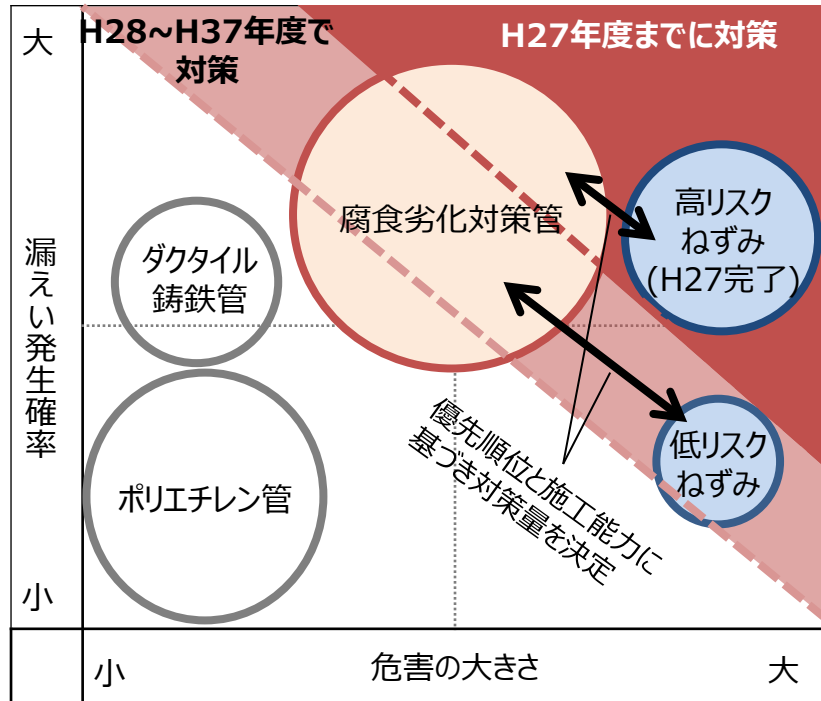 大
H28~H37年度で
対策
H27年度までに対策
腐食劣化対策管
高リスク
ねずみ
(H27完了)
ダクタイル
鋳鉄管
漏えい発生確率
優先順位と施工能力に
基づき対策量を決定
低リスク
ねずみ
ポリエチレン管
小
小
危害の大きさ
大